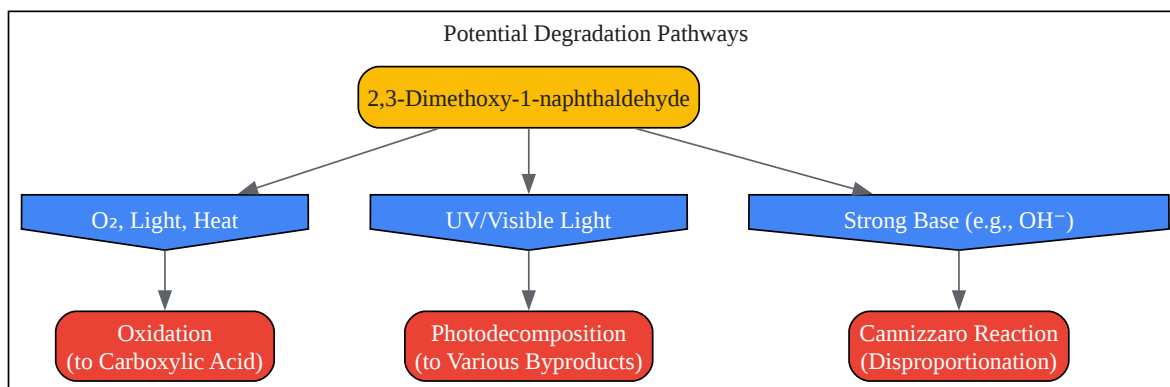 Potential Degradation Pathways
2,3-Dimethoxy-1-naphthaldehyde
O₂, Light, Heat
UV/Visible Light
Strong Base (e.g., OH⁻)
Oxidation
(to Carboxylic Acid)
Photodecomposition
(to Various Byproducts)
Cannizzaro Reaction
(Disproportionation)